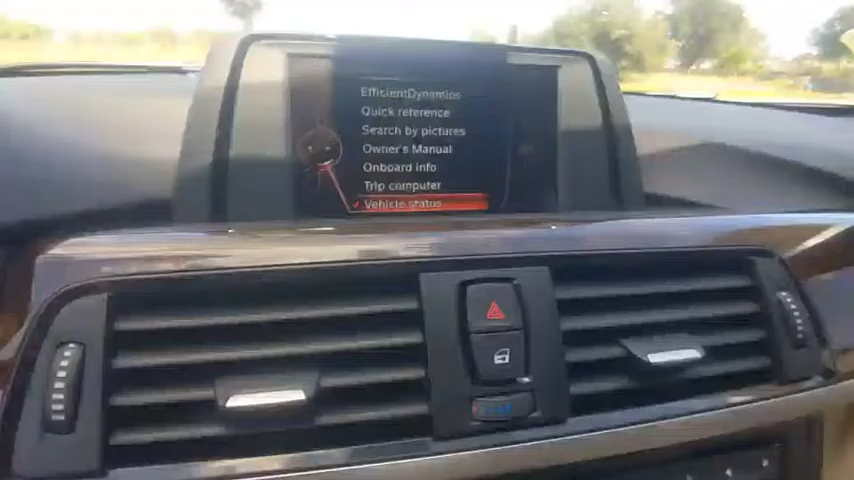 EfficientDynamics
Quick reference
Search by pictures
Owner's Manual
Onboard info
Trip computer
Vehicle status